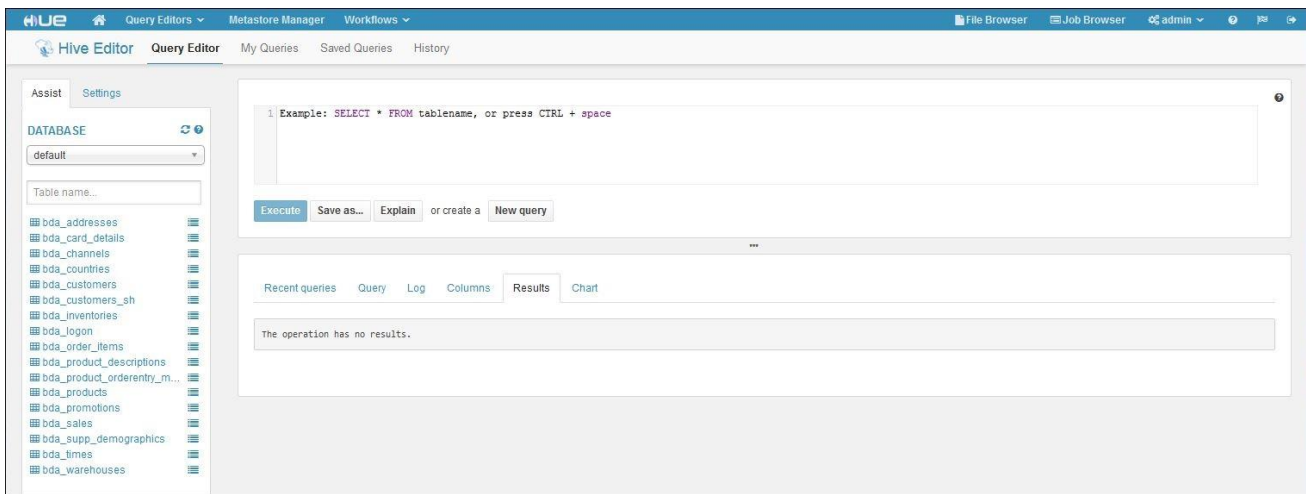 HUE Query Editors Metastore Manager Workflows File Browser Job Browser admin
Hive Editor Query Editor My Queries Saved Queries History
Assist Settings
DATABASE
default
Table name...
bda_addresses
bda_card_details
bda_channels
bda_countries
bda_customers
bda_customers_sh
bda_inventories
bda_logon
bda_order_items
bda_product_descriptions
bda_product_orderentry_m...
bda_products
bda_promotions
bda_sales
bda_supp_demographics
bda_times
bda_warehouses
1 Example: SELECT * FROM tablename, or press CTRL + space
Execute Save as... Explain or create a New query
Recent queries Query Log Columns Results Chart
The operation has no results.